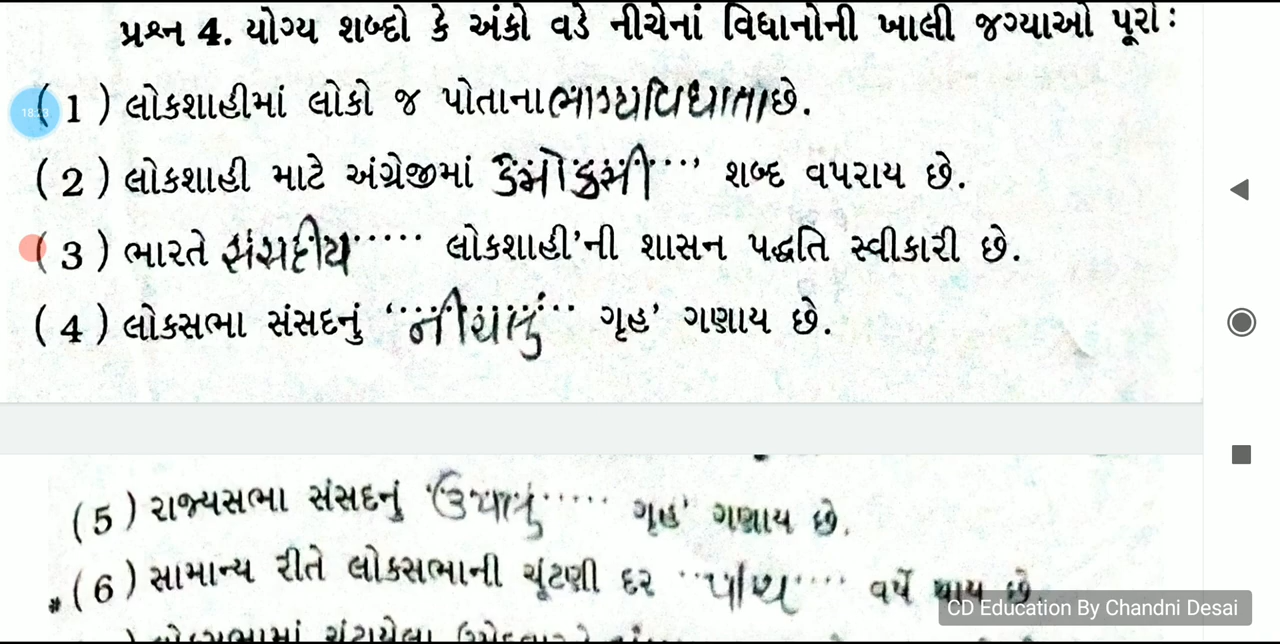 પ્રશ્ન 4. યોગ્ય શબ્દો કે અંકો વડે નીચેનાં વિધાનોની ખાલી જગ્યાઓ પૂરો :
(1) લોકશાહીમાં લોકો જ પોતાના ભાગ્યવિધાતા છે.
(2) લોકશાહી માટે અંગ્રેજીમાં ડેમોક્રસી...' શબ્દ વપરાય છે.
(3) ભારતે સંસદીય..... લોકશાહી'ની શાસન પદ્ધતિ સ્વીકારી છે.
(4) લોકસભા સંસદનું ‘...નીચાનું... ગૃહ' ગણાય છે.
(5) રાજ્યસભા સંસદનું ‘ઉપલું..... ગૃહ' ગણાય છે.
(6) સામાન્ય રીતે લોકસભાની ચૂંટણી દર ..પાંચ.... વર્ષે થાય છે.
CD Education By Chandni Desai